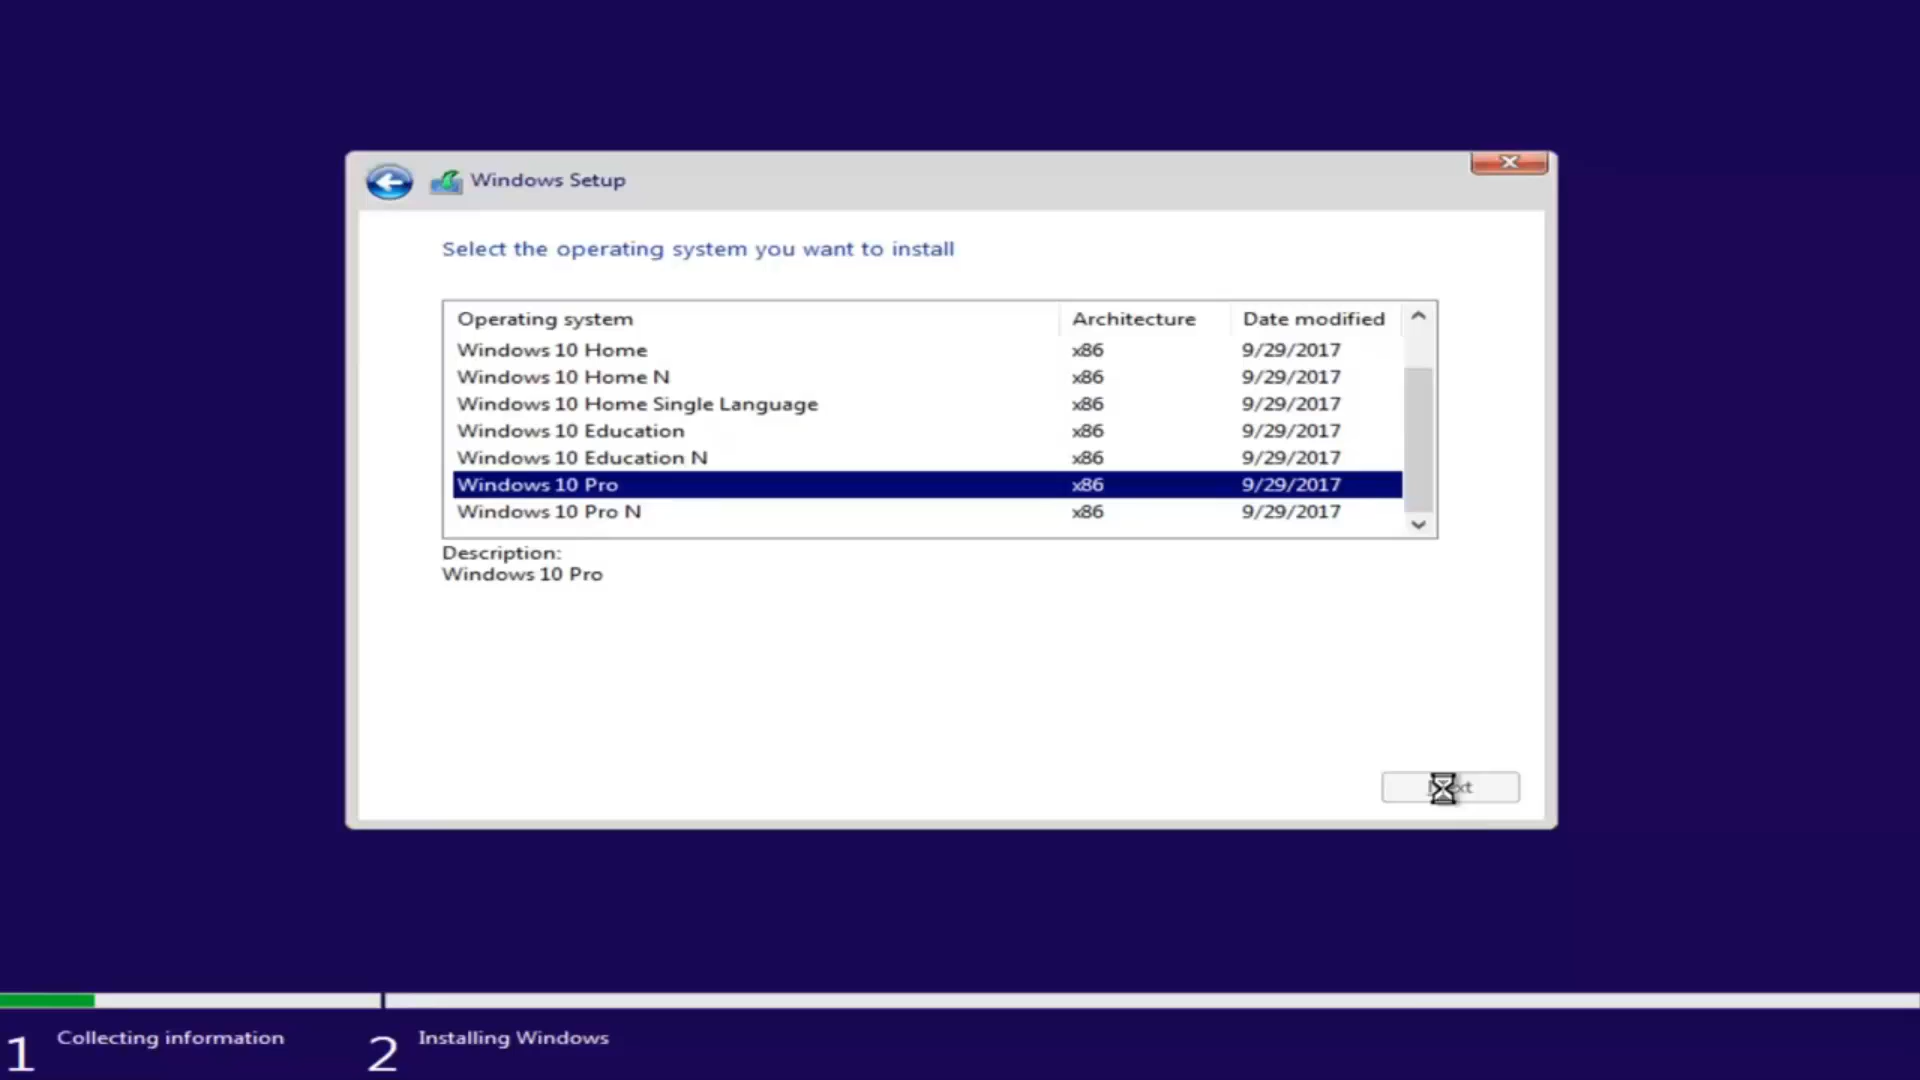 Windows Setup
Select the operating system you want to install
Operating system Architecture Date modified
Windows 10 Home x86 9/29/2017
Windows 10 Home N x86 9/29/2017
Windows 10 Home Single Language x86 9/29/2017
Windows 10 Education x86 9/29/2017
Windows 10 Education N x86 9/29/2017
Windows 10 Pro x86 9/29/2017
Windows 10 Pro N x86 9/29/2017
Description:
Windows 10 Pro
1 Collecting information 2 Installing Windows